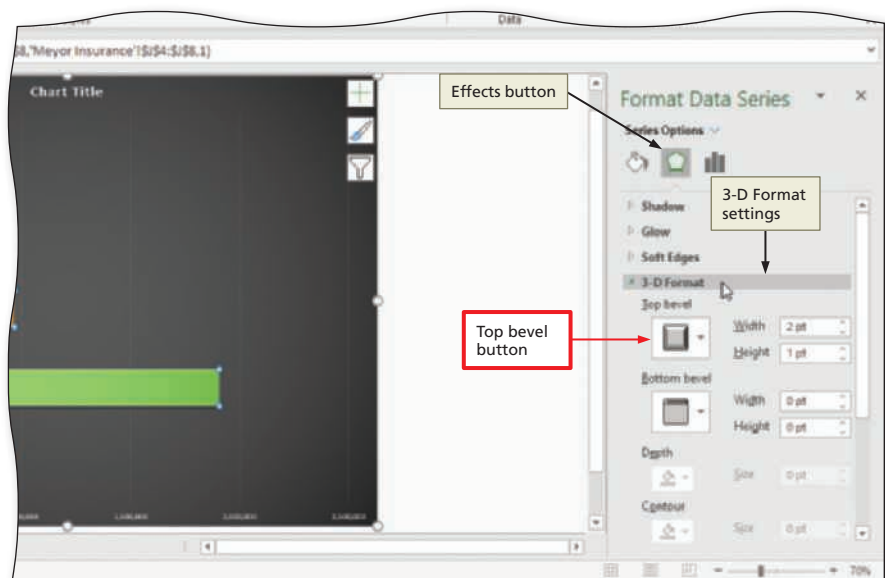 Data
$8,'Meyor Insurance'!$J$4:$J$8,1)
Chart Title
Effects button
Format Data Series
Series Options
3-D Format
settings
Shadow
Glow
Soft Edges
3-D Format
Top bevel
Width 2 pt
Height 1 pt
Top bevel
button
Bottom bevel
Width 0 pt
Height 0 pt
Depth
Size 0 pt
Contour
Size 0 pt
70%